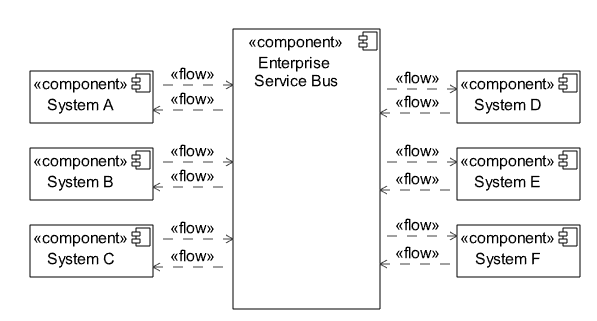 «component»
Enterprise
Service Bus
«component»
System A
«flow»
«flow»
«component»
System B
«flow»
«flow»
«component»
System C
«flow»
«flow»
«flow»
«flow»
«component»
System D
«flow»
«flow»
«component»
System E
«flow»
«flow»
«component»
System F